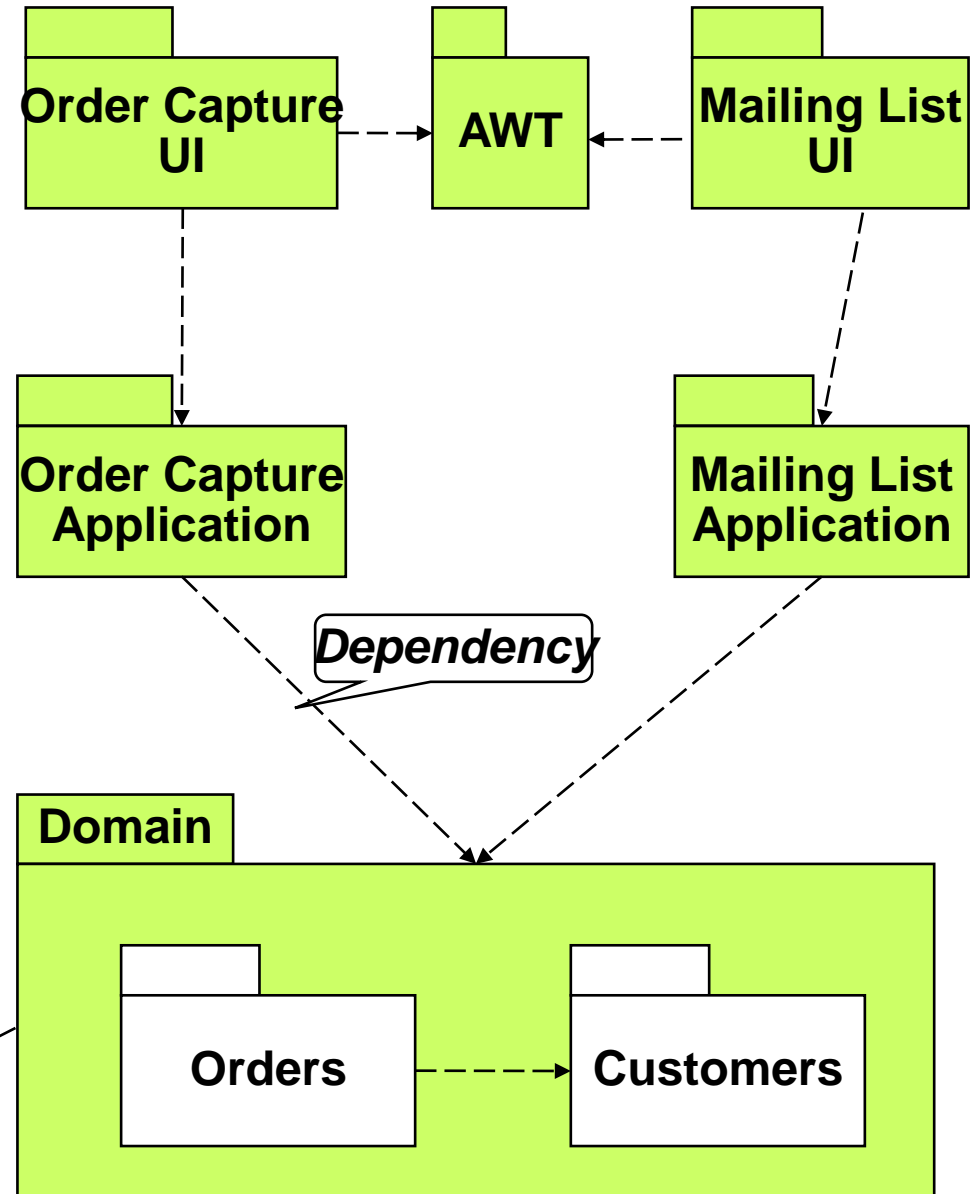 Order Capture
UI
AWT
Mailing List
UI
Order Capture
Application
Mailing List
Application
Dependency
Domain
Orders
Customers